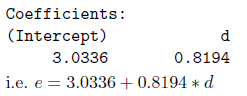 Coefficients:
(Intercept) d
3.0336 0.8194
i.e. e = 3.0336 + 0.8194 ∗ d